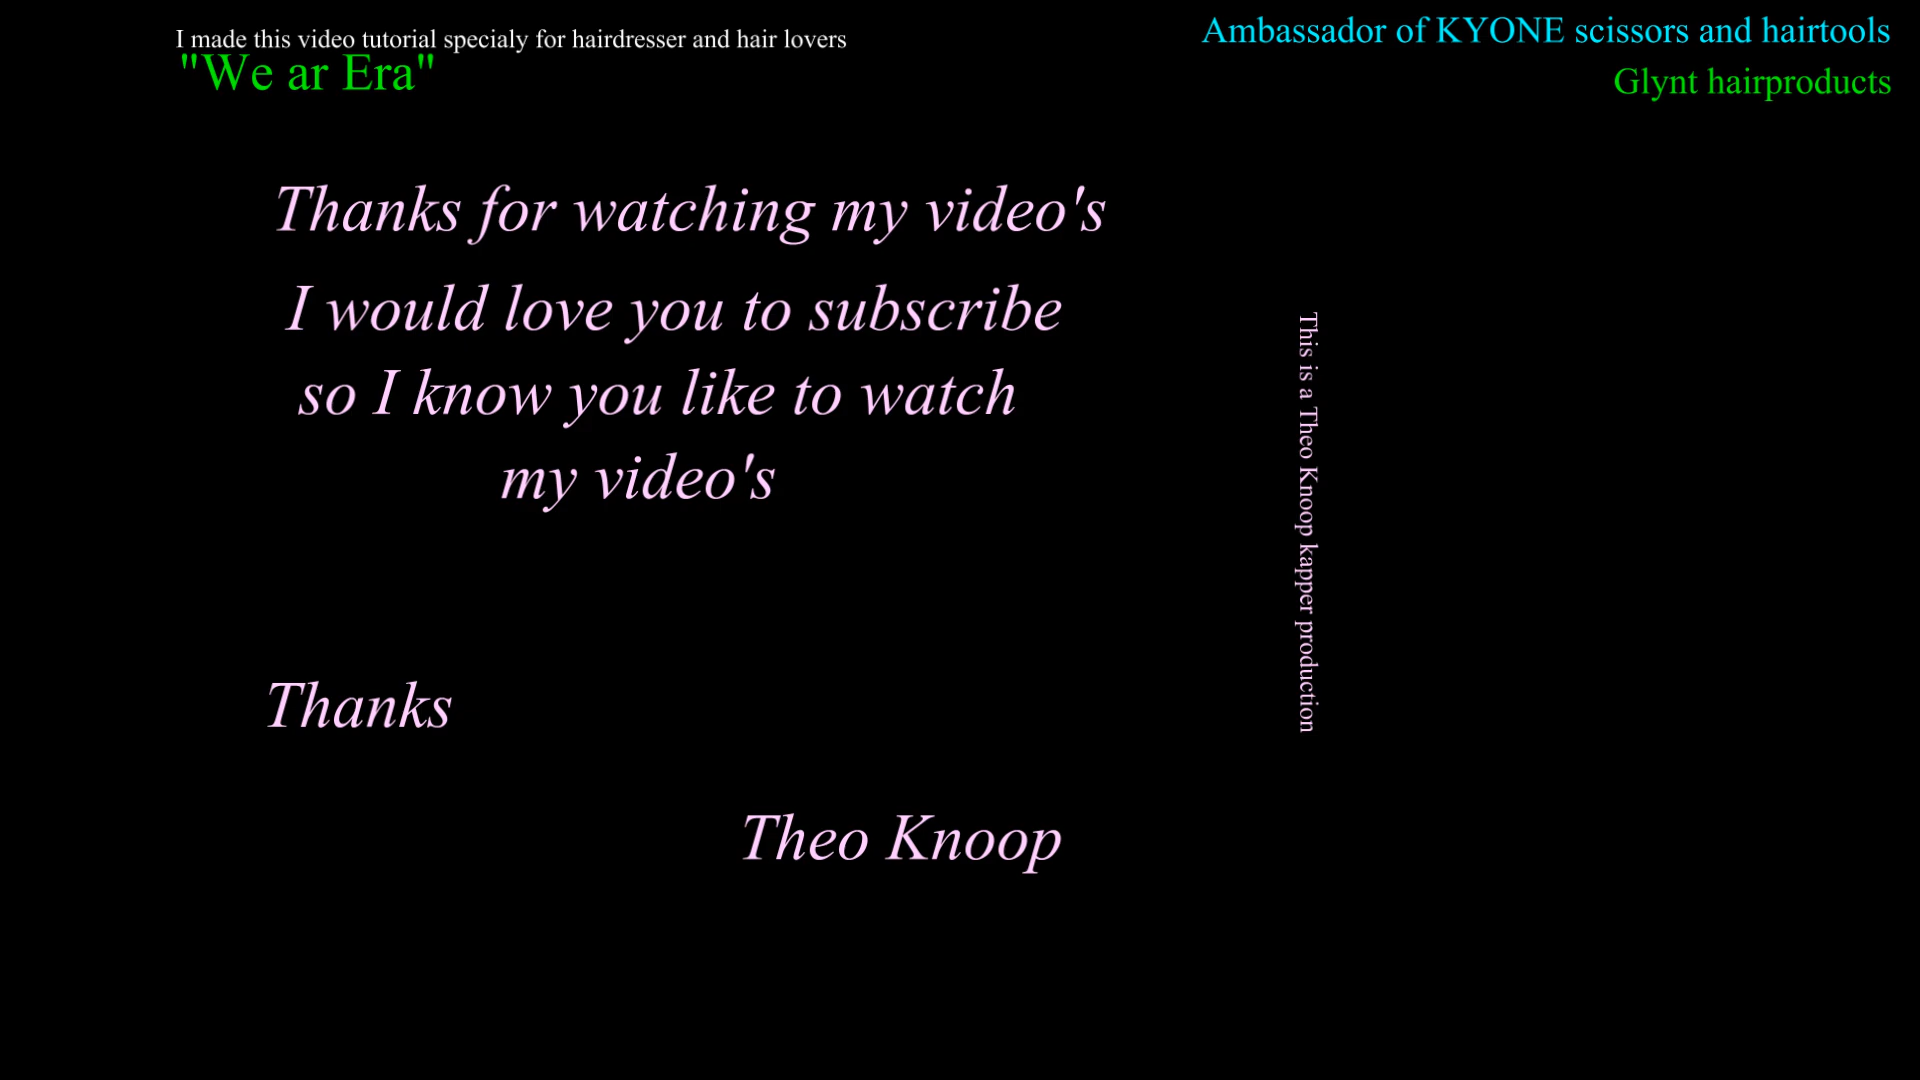 I made this video tutorial specialy for hairdresser and hair lovers
"We ar Era"
Ambassador of KYONE scissors and hairtools
Glynt hairproducts
Thanks for watching my video's
I would love you to subscribe
so I know you like to watch
my video's
This is a Theo Knoop kapper production
Thanks
Theo Knoop